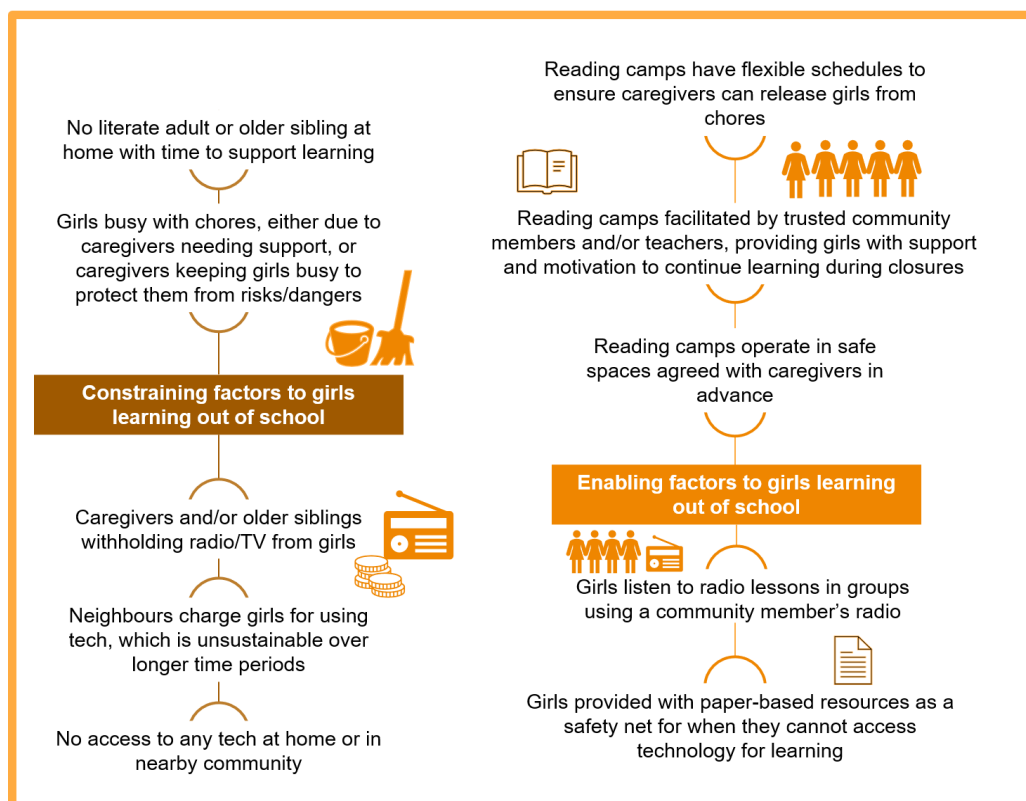 No literate adult or older sibling at
home with time to support learning
Girls busy with chores, either due to
caregivers needing support, or
caregivers keeping girls busy to
protect them from risks/dangers
Constraining factors to girls
learning out of school
Caregivers and/or older siblings
withholding radio/TV from girls
Neighbours charge girls for using
tech, which is unsustainable over
longer time periods
No access to any tech at home or in
nearby community
Reading camps have flexible schedules to
ensure caregivers can release girls from
chores
Reading camps facilitated by trusted community
members and/or teachers, providing girls with support
and motivation to continue learning during closures
Reading camps operate in safe
spaces agreed with caregivers in
advance
Enabling factors to girls learning
out of school
Girls listen to radio lessons in groups
using a community member's radio
Girls provided with paper-based resources as a
safety net for when they cannot access
technology for learning